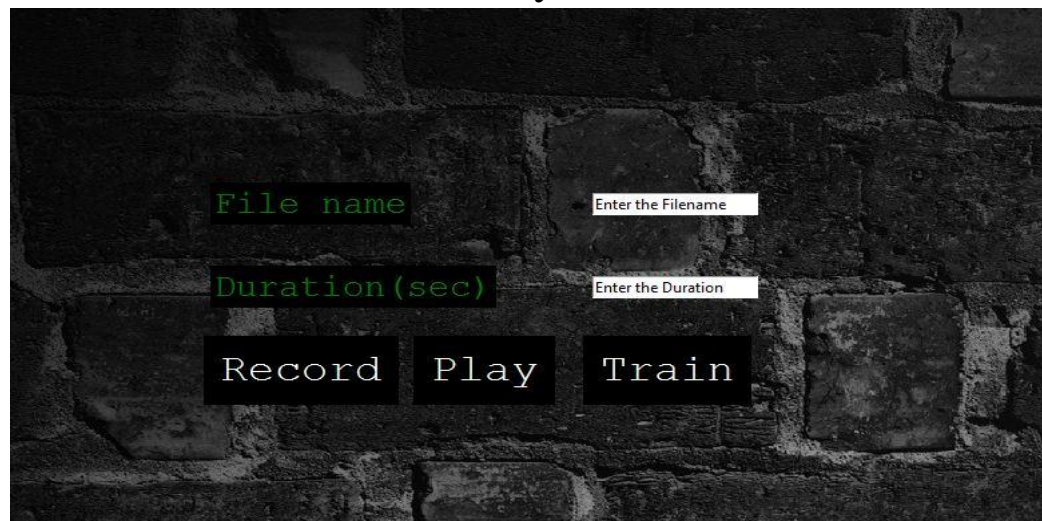 File name Enter the Filename
Duration(sec) Enter the Duration
Record Play Train